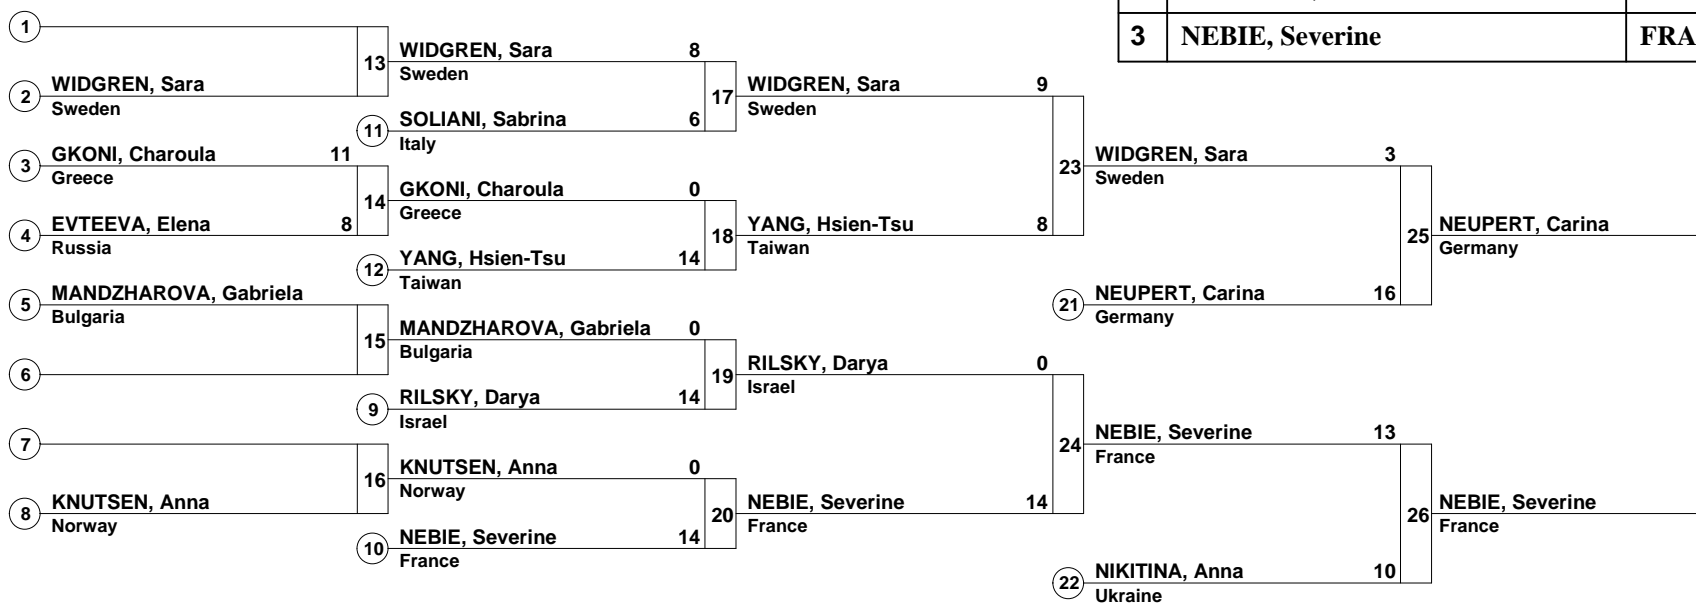 3 NEBIE, Severine FRA
1
2 WIDGREN, Sara
Sweden
3 GKONI, Charoula 11
Greece
4 EVTEEVA, Elena 8
Russia
5 MANDZHAROVA, Gabriela
Bulgaria
6
7
8 KNUTSEN, Anna
Norway
13 WIDGREN, Sara 8
Sweden
11 SOLIANI, Sabrina 6
Italy
14 GKONI, Charoula 0
Greece
12 YANG, Hsien-Tsu 14
Taiwan
15 MANDZHAROVA, Gabriela 0
Bulgaria
9 RILSKY, Darya 14
Israel
16 KNUTSEN, Anna 0
Norway
10 NEBIE, Severine 14
France
17 WIDGREN, Sara 9
Sweden
18 YANG, Hsien-Tsu 8
Taiwan
19 RILSKY, Darya 0
Israel
20 NEBIE, Severine 14
France
23 WIDGREN, Sara 3
Sweden
21 NEUPERT, Carina 16
Germany
24 NEBIE, Severine 13
France
22 NIKITINA, Anna 10
Ukraine
25 NEUPERT, Carina
Germany
26 NEBIE, Severine
France